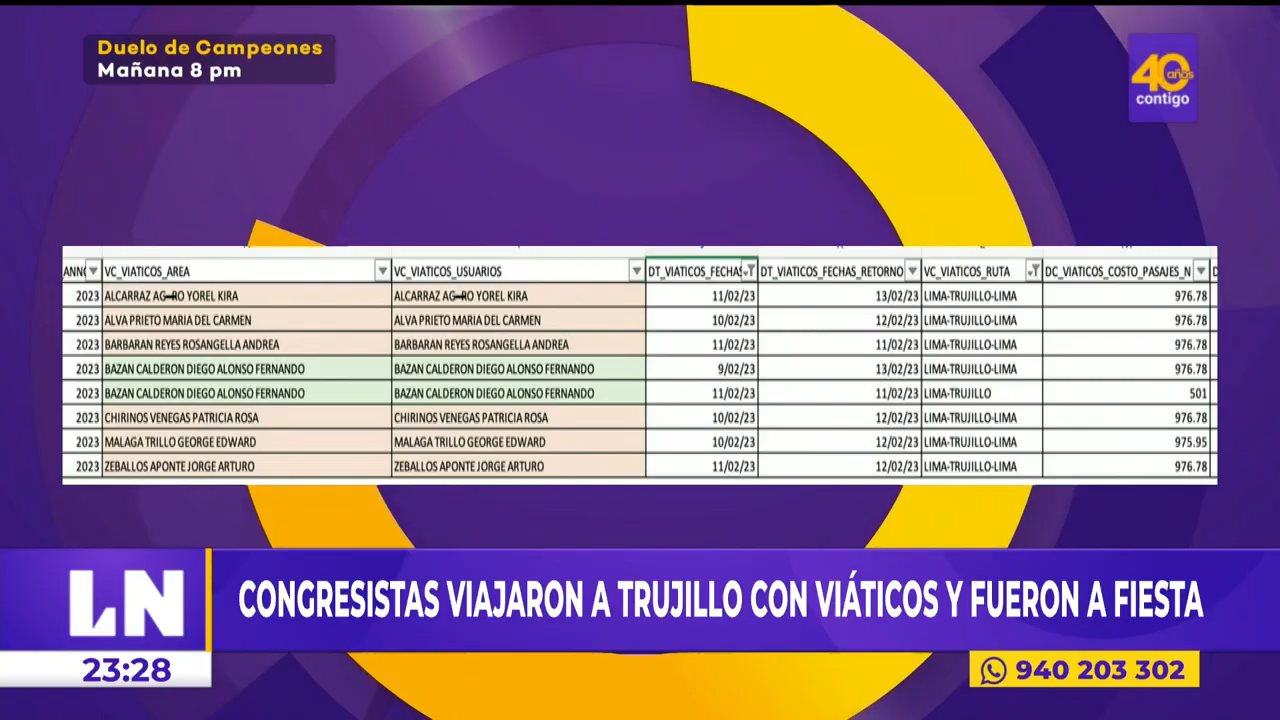 Duelo de Campeones
Mañana 8 pm
40 años
contigo
VC_VIATICOS_AREA VC_VIATICOS_USUARIOS DT_VIATICOS_FECHAS DT_VIATICOS_FECHAS_RETORNO VC_VIATICOS_RUTA DC_VIATICOS_COSTO_PASAJES_N
2023 ALCARRAZ YOREL KIRA ALCARRAZ YOREL KIRA 11/02/23 13/02/23 LIMA-TRUJILLO-LIMA 976.78
2023 ALVA PRIETO MARIA DEL CARMEN ALVA PRIETO MARIA DEL CARMEN 10/02/23 12/02/23 LIMA-TRUJILLO-LIMA 976.78
2023 BARBARAN REYES ROSANGELLA ANDREA BARBARAN REYES ROSANGELLA ANDREA 11/02/23 11/02/23 LIMA-TRUJILLO-LIMA 976.78
2023 BAZAN CALDERON DIEGO ALONSO FERNANDO BAZAN CALDERON DIEGO ALONSO FERNANDO 9/02/23 13/02/23 LIMA-TRUJILLO-LIMA 976.78
2023 BAZAN CALDERON DIEGO ALONSO FERNANDO BAZAN CALDERON DIEGO ALONSO FERNANDO 11/02/23 11/02/23 LIMA-TRUJILLO 501
2023 CHIRINOS VENEGAS PATRICIA ROSA CHIRINOS VENEGAS PATRICIA ROSA 10/02/23 12/02/23 LIMA-TRUJILLO-LIMA 976.78
2023 MALAGA TRILLO GEORGE EDWARD MALAGA TRILLO GEORGE EDWARD 10/02/23 12/02/23 LIMA-TRUJILLO-LIMA 975.95
2023 ZEBALLOS APONTE JORGE ARTURO ZEBALLOS APONTE JORGE ARTURO 11/02/23 12/02/23 LIMA-TRUJILLO-LIMA 976.78
LN
CONGRESISTAS VIAJARON A TRUJILLO CON VIÁTICOS Y FUERON A FIESTA
23:28
940 203 302